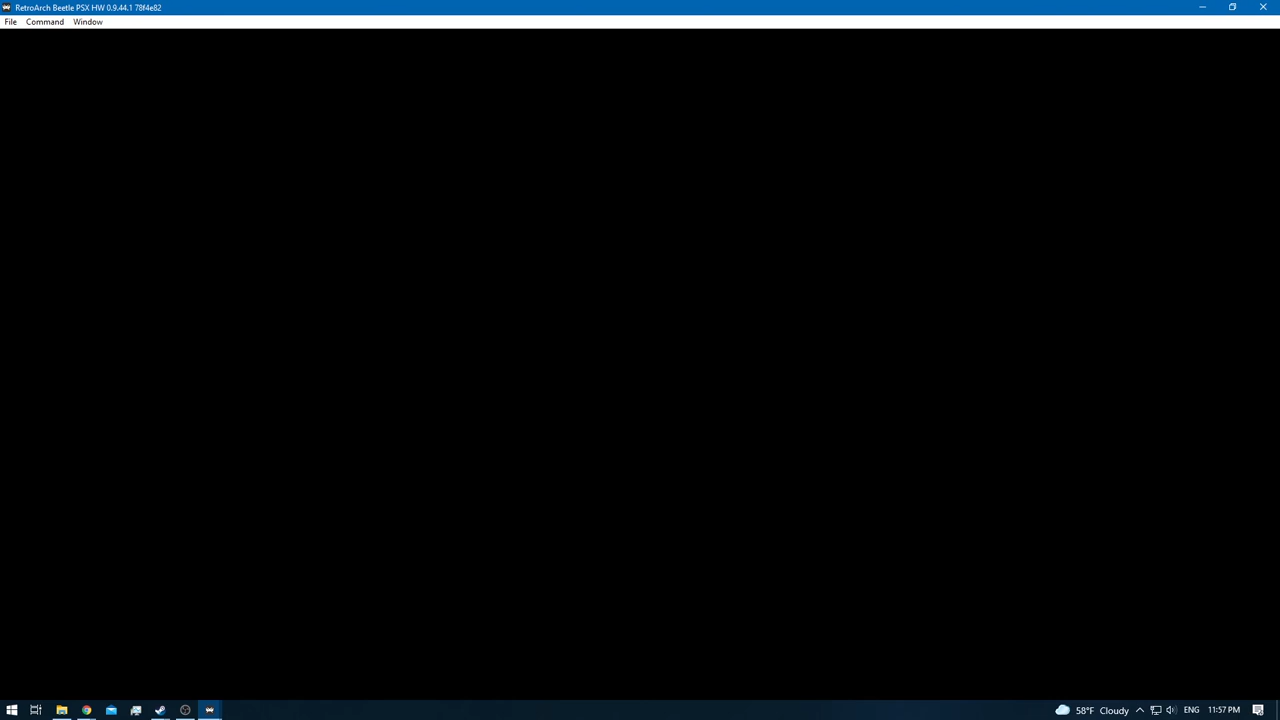 RetroArch Beetle PSX HW 0.9.44.1 78f4e82
File Command Window
58°F Cloudy ENG 11:57 PM